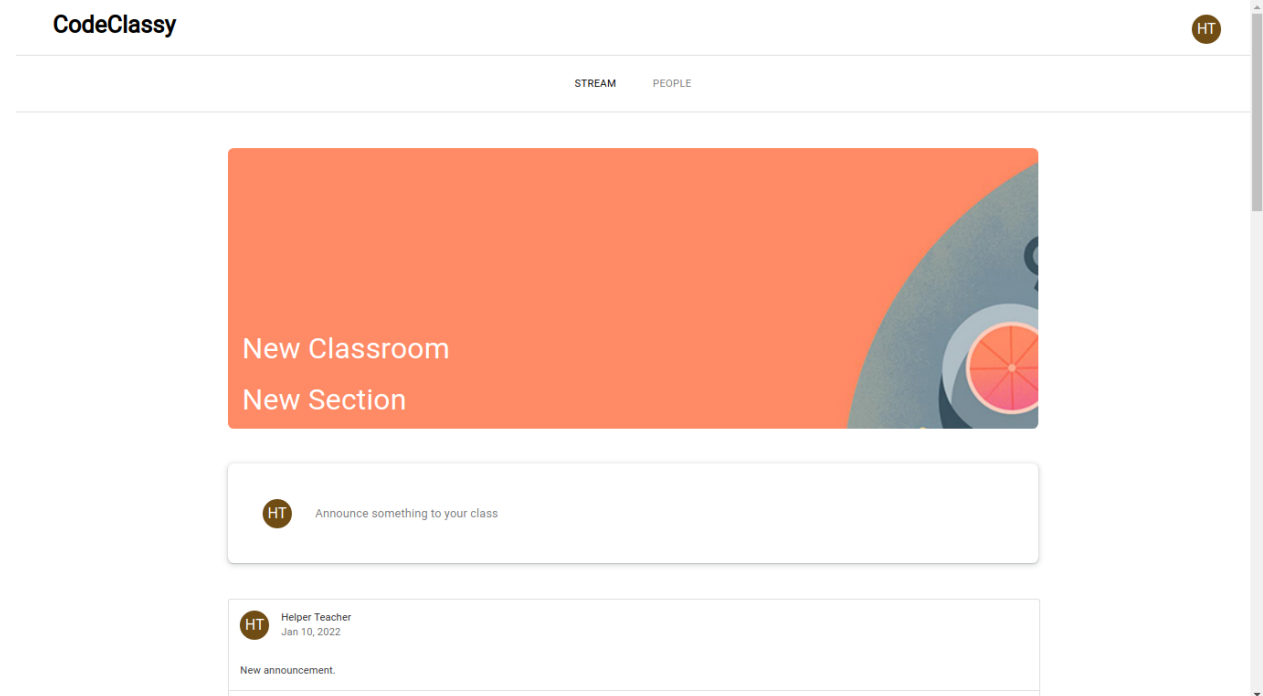 CodeClassy
HT
STREAM PEOPLE
New Classroom
New Section
HT Announce something to your class
HT Helper Teacher
Jan 10, 2022
New announcement.